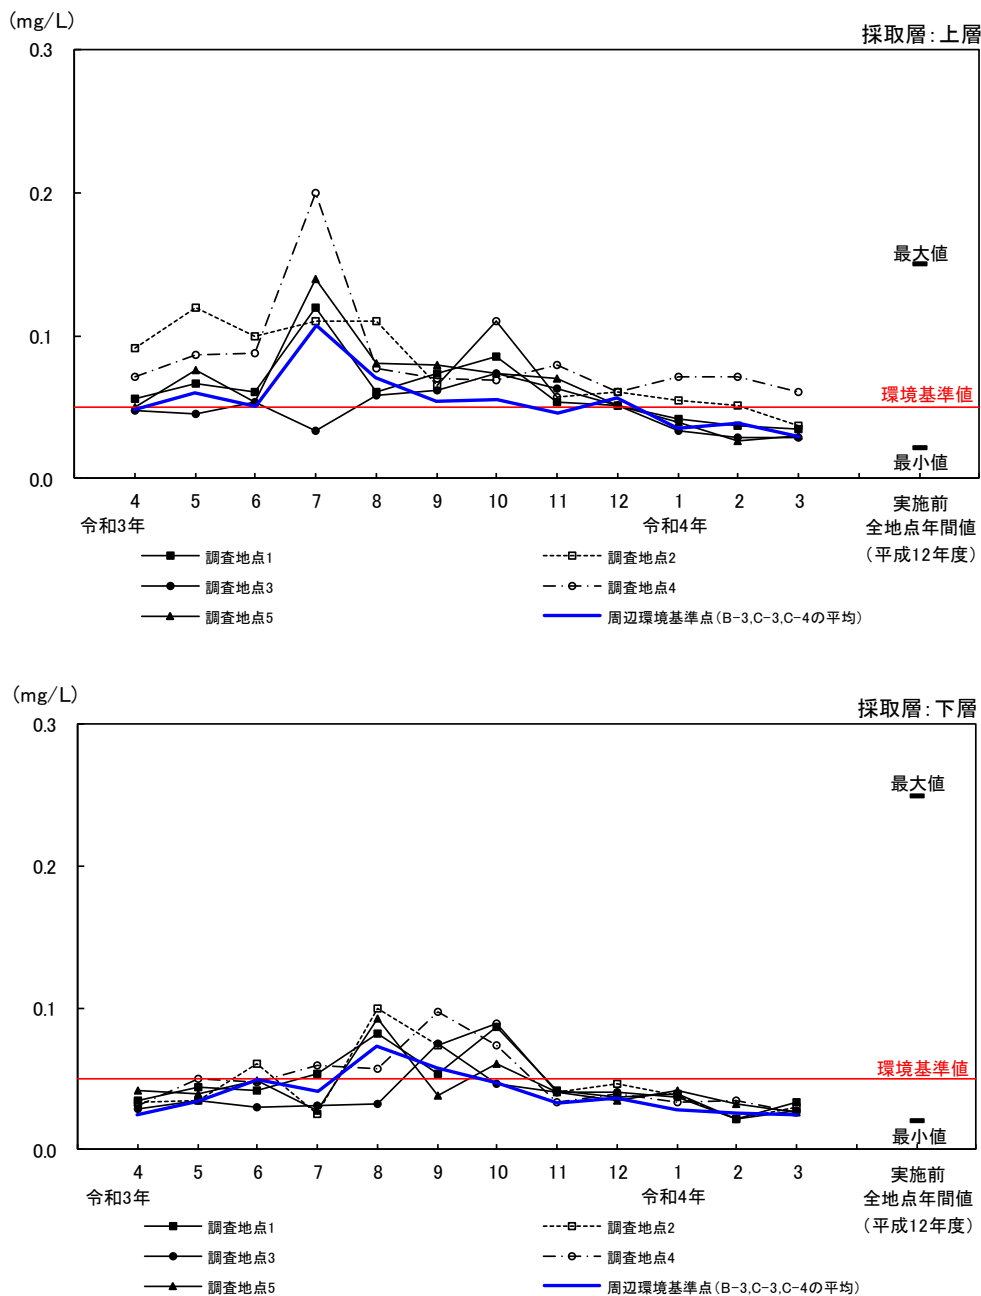 (mg/L)
採取層：上層
0.3
0.2
最大値
0.1
環境基準値
最小値
0.0
4 5 6 7 8 9 10 11 12 1 2 3
令和3年 令和4年
実施前
全地点年間値
（平成12年度）
調査地点1 調査地点2
調査地点3 調査地点4
調査地点5 周辺環境基準点（B-3,C-3,C-4の平均）
(mg/L)
採取層：下層
0.3
最大値
0.2
0.1
環境基準値
最小値
0.0
4 5 6 7 8 9 10 11 12 1 2 3
令和3年 令和4年
実施前
全地点年間値
（平成12年度）
調査地点1 調査地点2
調査地点3 調査地点4
調査地点5 周辺環境基準点（B-3,C-3,C-4の平均）